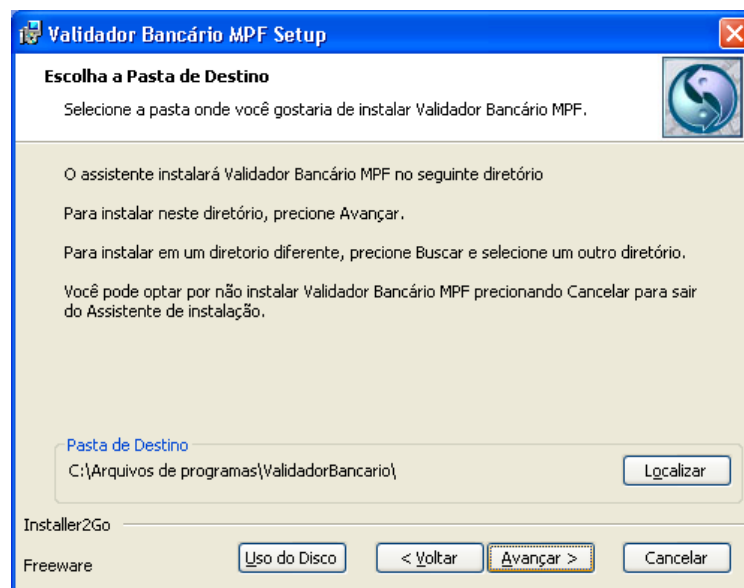 Validador Bancário MPF Setup
Escolha a Pasta de Destino
Selecione a pasta onde você gostaria de instalar Validador Bancário MPF.
O assistente instalará Validador Bancário MPF no seguinte diretório
Para instalar neste diretório, precione Avançar.
Para instalar em um diretorio diferente, precione Buscar e selecione um outro diretório.
Você pode optar por não instalar Validador Bancário MPF precionando Cancelar para sair
do Assistente de instalação.
Pasta de Destino
C:\Arquivos de programas\ValidadorBancario\
Localizar
Installer2Go
Freeware
Uso do Disco
< Voltar
Avançar >
Cancelar